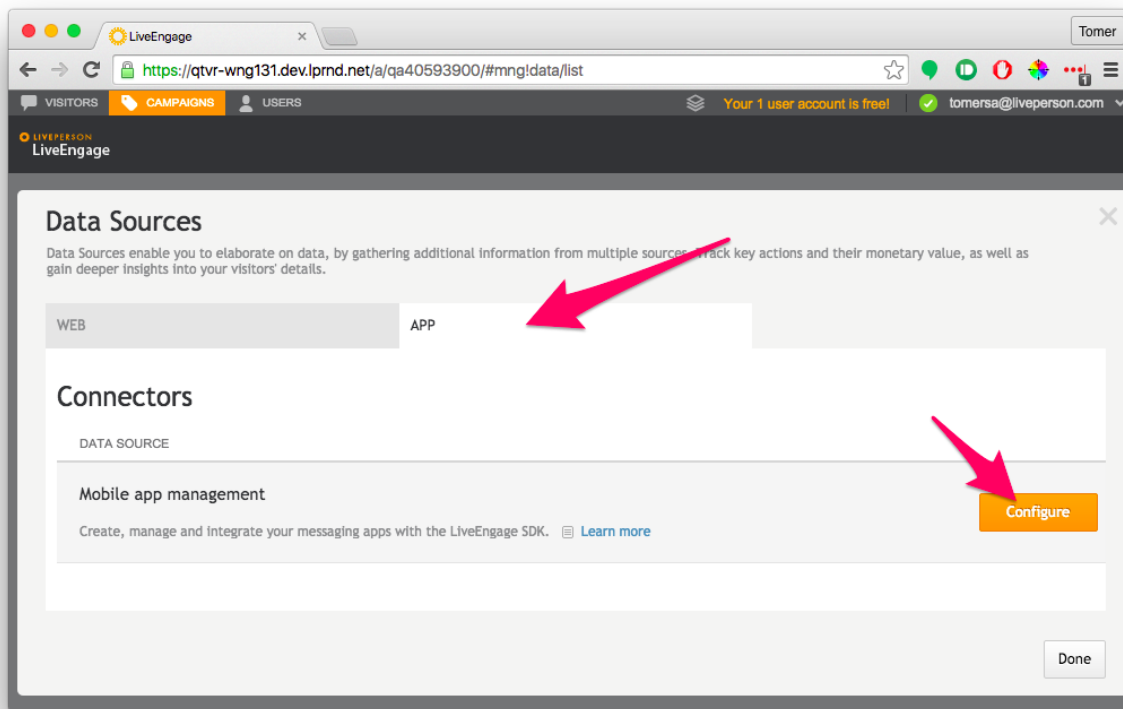 LiveEngage
Tomer
https://qtvr-wng131.dev.lprnd.net/a/qa40593900/#mng!data/list
1
VISITORS CAMPAIGNS USERS Your 1 user account is free! tomersa@liveperson.com
LIVEPERSON
LiveEngage
Data Sources
Data Sources enable you to elaborate on data, by gathering additional information from multiple sources. Track key actions and their monetary value, as well as
gain deeper insights into your visitors' details.
WEB APP
Connectors
DATA SOURCE
Mobile app management
Configure
Create, manage and integrate your messaging apps with the LiveEngage SDK. Learn more
Done